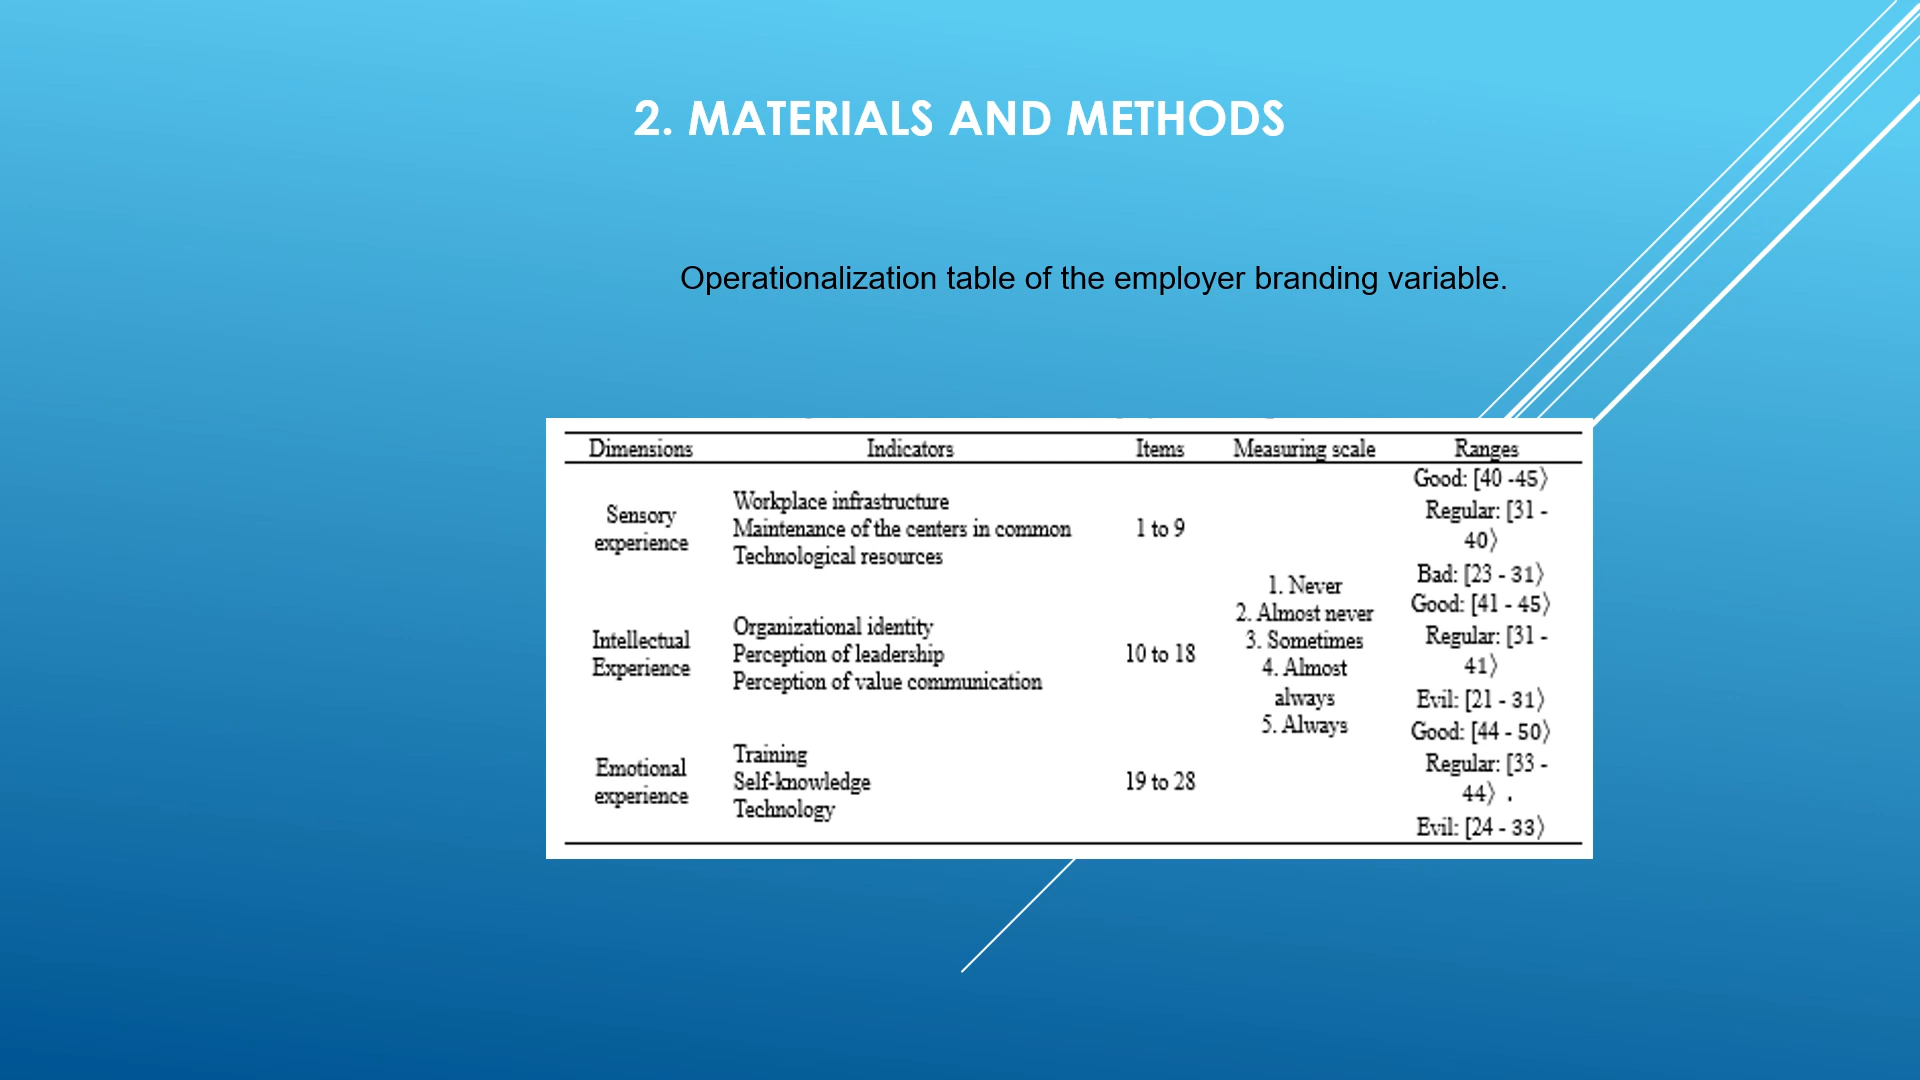 2. MATERIALS AND METHODS
Operationalization table of the employer branding variable.
Dimensions Indicators Items Measuring scale Ranges
Sensory
experience
Workplace infrastructure
Maintenance of the centers in common
Technological resources
1 to 9
Good: [40 -45⟩
Regular: [31 -
40⟩
Bad: [23 - 31⟩
Intellectual
Experience
Organizational identity
Perception of leadership
Perception of value communication
10 to 18
1. Never
2. Almost never
3. Sometimes
4. Almost
always
5. Always
Good: [41 - 45⟩
Regular: [31 -
41⟩
Evil: [21 - 31⟩
Emotional
experience
Training
Self-knowledge
Technology
19 to 28
Good: [44 - 50⟩
Regular: [33 -
44⟩ .
Evil: [24 - 33⟩